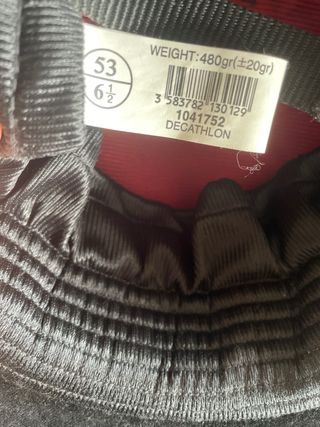 53
6 1/2
WEIGHT:480gr(±20gr)
3 583782 130129
1041752
DECATHLON